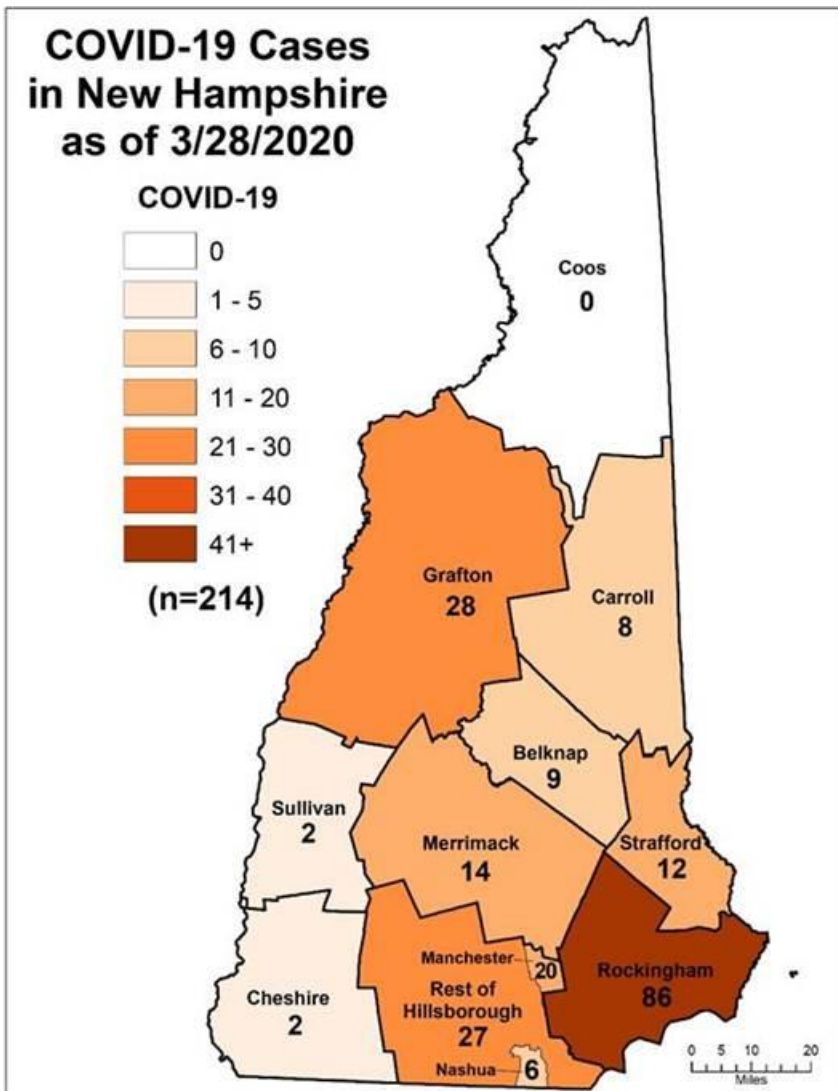 COVID-19 Cases
in New Hampshire
as of 3/28/2020
COVID-19
0
1 - 5
6 - 10
11 - 20
21 - 30
31 - 40
41+
(n=214)
Coos
0
Grafton
28
Carroll
8
Belknap
9
Sullivan
2
Merrimack
14
Strafford
12
Manchester
20
Rockingham
86
Cheshire
2
Rest of
Hillsborough
27
Nashua
6
0 5 10 20
Miles